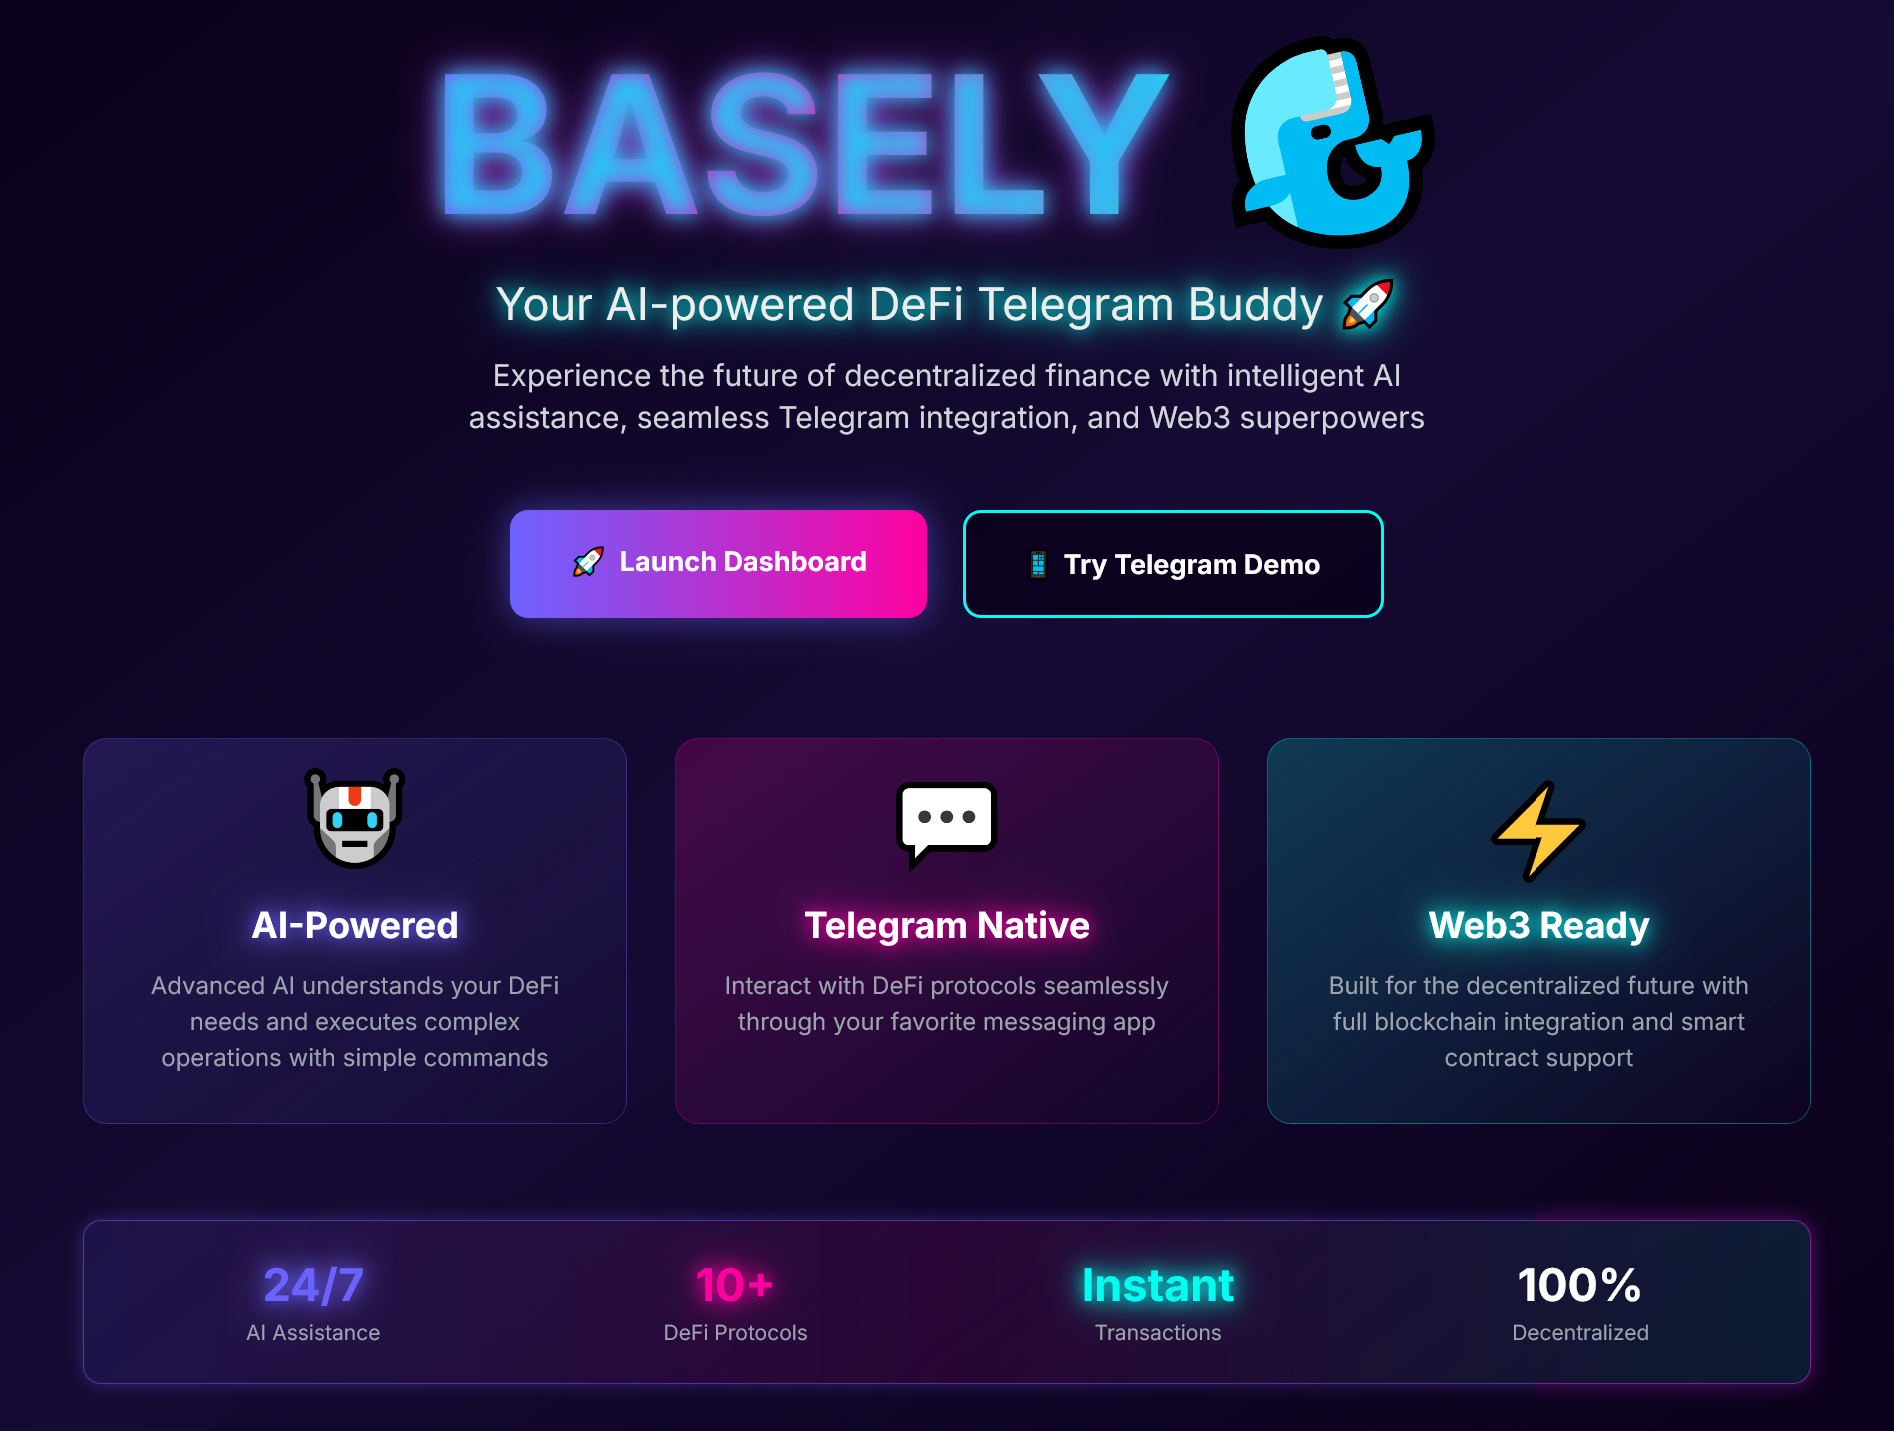 BASELY
Your AI-powered DeFi Telegram Buddy 🚀
Experience the future of decentralized finance with intelligent AI
assistance, seamless Telegram integration, and Web3 superpowers
🚀 Launch Dashboard
📱 Try Telegram Demo
AI-Powered
Advanced AI understands your DeFi
needs and executes complex
operations with simple commands
Telegram Native
Interact with DeFi protocols seamlessly
through your favorite messaging app
Web3 Ready
Built for the decentralized future with
full blockchain integration and smart
contract support
24/7
AI Assistance
10+
DeFi Protocols
Instant
Transactions
100%
Decentralized